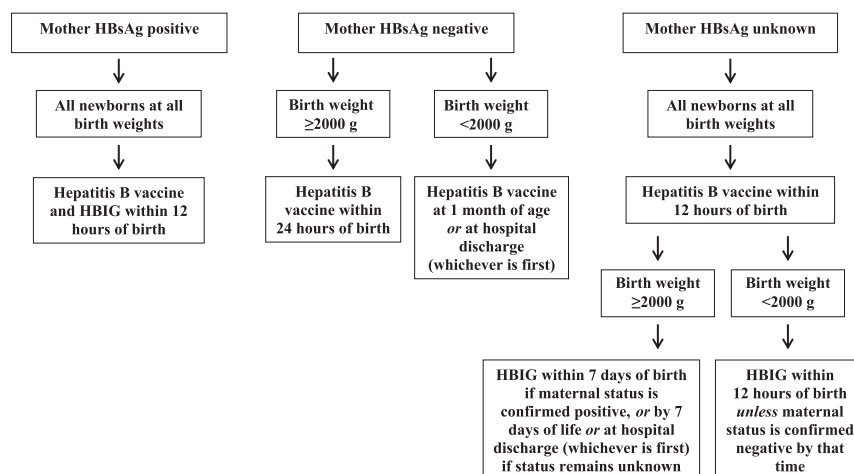 Mother HBsAg positive
Mother HBsAg negative
Mother HBsAg unknown
All newborns at all
birth weights
Birth weight
≥2000 g
Birth weight
<2000 g
All newborns at all
birth weights
Hepatitis B vaccine
and HBIG within 12
hours of birth
Hepatitis B
vaccine within
24 hours of birth
Hepatitis B vaccine
at 1 month of age
or at hospital
discharge
(whichever is first)
Hepatitis B vaccine within
12 hours of birth
Birth weight
≥2000 g
Birth weight
<2000 g
HBIG within 7 days of birth
if maternal status is
confirmed positive, or by 7
days of life or at hospital
discharge (whichever is first)
if status remains unknown
HBIG within
12 hours of birth
unless maternal
status is confirmed
negative by that
time